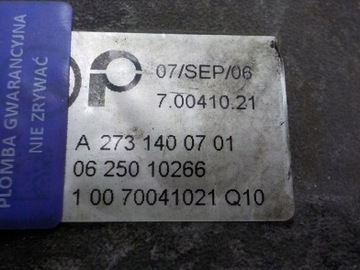 PLOMBA GWARANCYJNA
NIE ZRYWAĆ
07/SEP/06
7.00410.21
A 273 140 07 01
06 250 10266
1 00 70041021 Q10